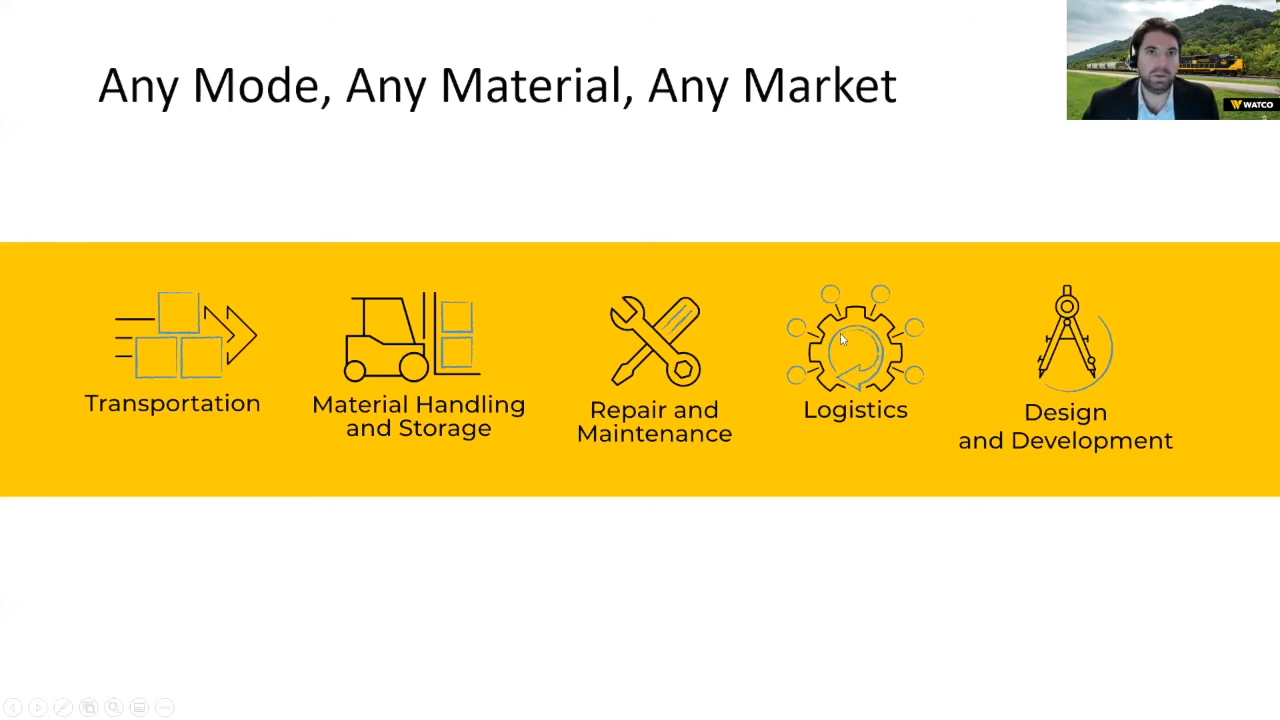 Any Mode, Any Material, Any Market
WATCO
Transportation
Material Handling
and Storage
Repair and
Maintenance
Logistics
Design
and Development